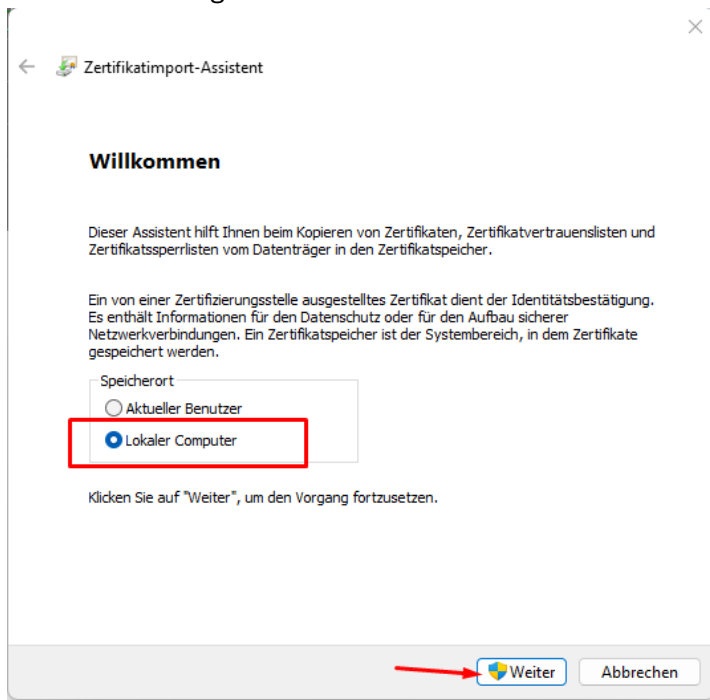 Zertifikatimport-Assistent
Willkommen
Dieser Assistent hilft Ihnen beim Kopieren von Zertifikaten, Zertifikatvertrauenslisten und
Zertifikatssperrlisten vom Datenträger in den Zertifikatspeicher.
Ein von einer Zertifizierungsstelle ausgestelltes Zertifikat dient der Identitätsbestätigung.
Es enthält Informationen für den Datenschutz oder für den Aufbau sicherer
Netzwerkverbindungen. Ein Zertifikatspeicher ist der Systembereich, in dem Zertifikate
gespeichert werden.
Speicherort
Aktueller Benutzer
Lokaler Computer
Klicken Sie auf "Weiter", um den Vorgang fortzusetzen.
Weiter
Abbrechen